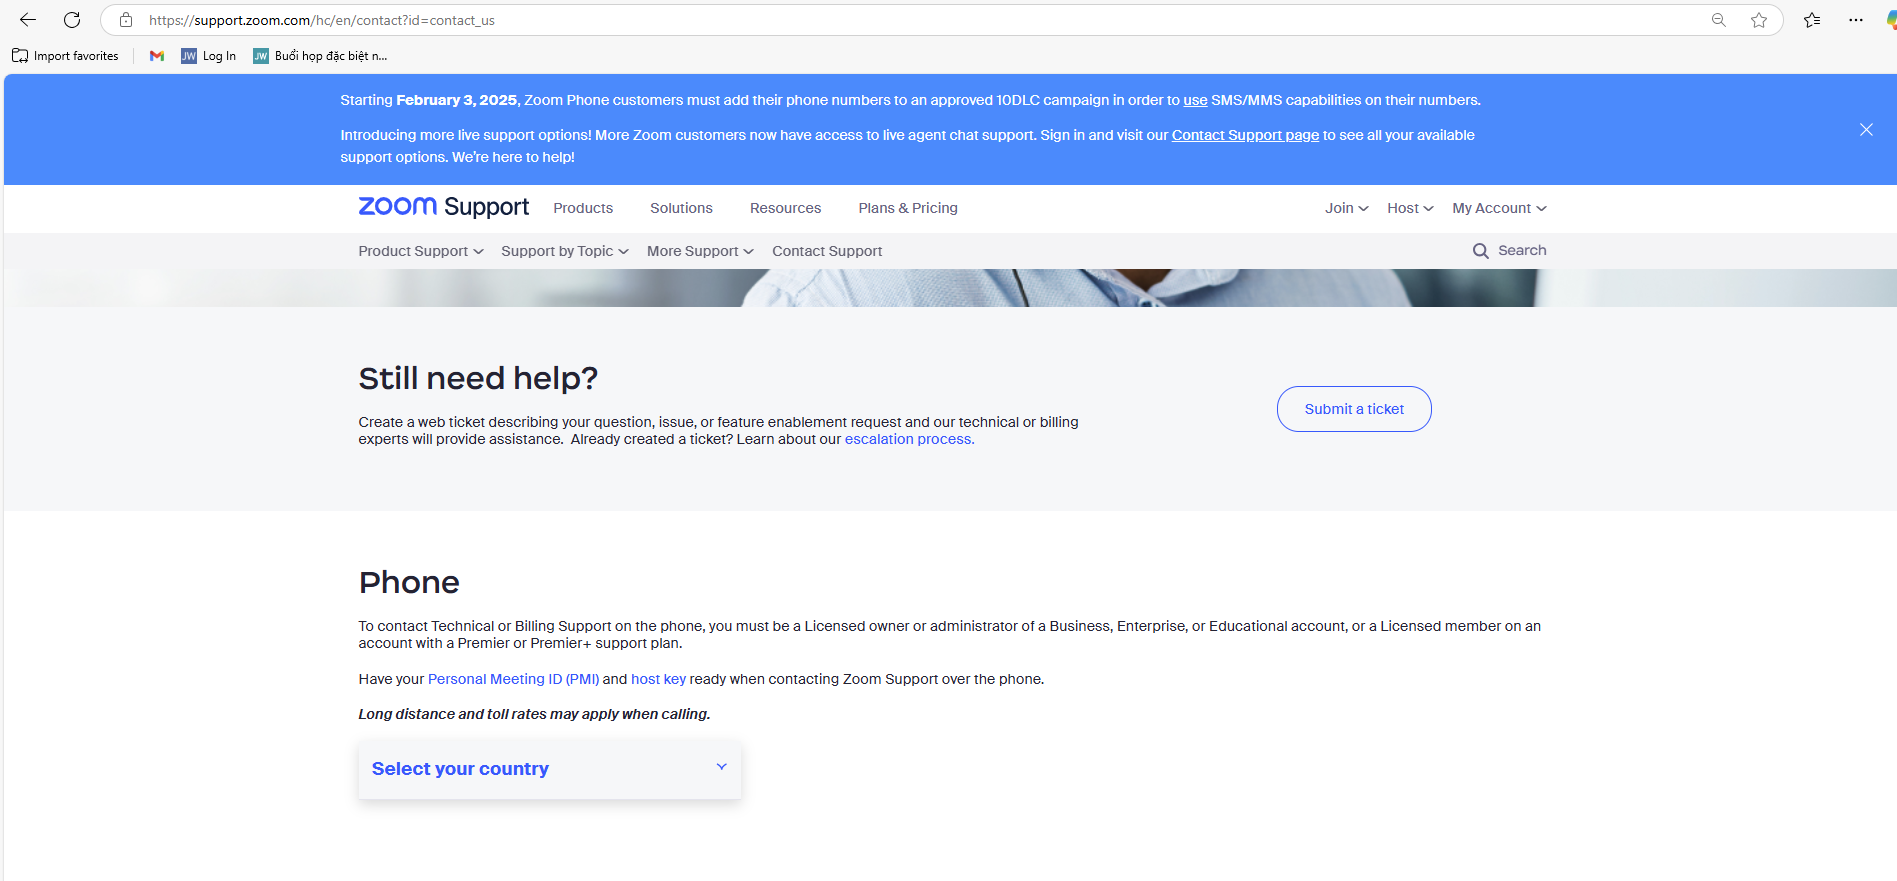 https://support.zoom.com/hc/en/contact?id=contact_us
Import favorites
JW Log In
JW Buổi họp đặc biệt n...
Starting February 3, 2025, Zoom Phone customers must add their phone numbers to an approved 10DLC campaign in order to use SMS/MMS capabilities on their numbers.
Introducing more live support options! More Zoom customers now have access to live agent chat support. Sign in and visit our Contact Support page to see all your available
support options. We're here to help!
zoom Support Products Solutions Resources Plans & Pricing Join Host My Account
Product Support Support by Topic More Support Contact Support Search
Still need help?
Create a web ticket describing your question, issue, or feature enablement request and our technical or billing
experts will provide assistance. Already created a ticket? Learn about our escalation process.
Submit a ticket
Phone
To contact Technical or Billing Support on the phone, you must be a Licensed owner or administrator of a Business, Enterprise, or Educational account, or a Licensed member on an
account with a Premier or Premier+ support plan.
Have your Personal Meeting ID (PMI) and host key ready when contacting Zoom Support over the phone.
Long distance and toll rates may apply when calling.
Select your country